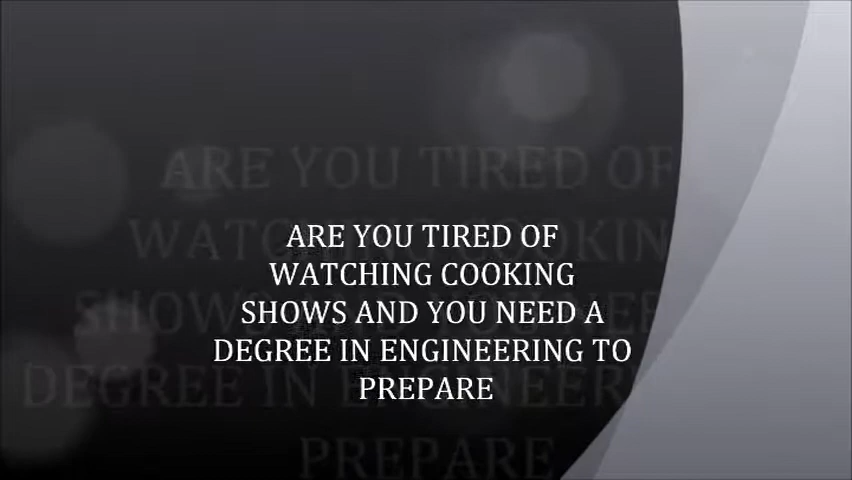 ARE YOU TIRED OF
WATCHING COOKING
SHOWS AND YOU NEED A
DEGREE IN ENGINEERING TO
PREPARE